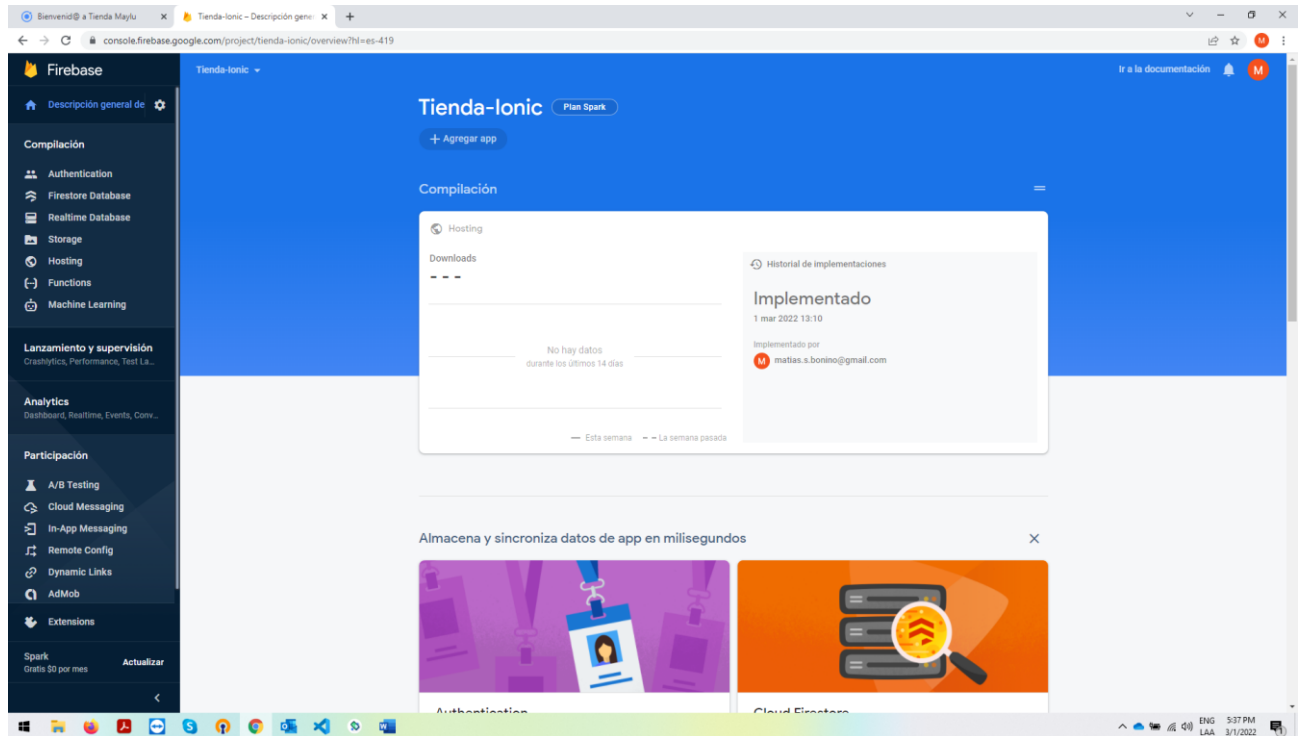 Bienvenid@ a Tienda Maylu
Tienda-Ionic – Descripción gene
console.firebase.google.com/project/tienda-ionic/overview?hl=es-419
M
Firebase
Tienda-Ionic
Ir a la documentación
M
Descripción general de
Tienda-Ionic
Plan Spark
+ Agregar app
Compilación
Authentication
Firestore Database
Realtime Database
Storage
Hosting
Functions
Machine Learning
Lanzamiento y supervisión
Crashlytics, Performance, Test La...
Analytics
Dashboard, Realtime, Events, Conv...
Participación
A/B Testing
Cloud Messaging
In-App Messaging
Remote Config
Dynamic Links
AdMob
Extensions
Spark
Gratis $0 por mes
Actualizar
Compilación
Hosting
Downloads
- - -
No hay datos
durante los últimos 14 días
Esta semana
La semana pasada
Historial de implementaciones
Implementado
1 mar 2022 13:10
Implementado por
M
matias.s.bonino@gmail.com
Almacena y sincroniza datos de app en milisegundos
Authentication
Cloud Firestore
ENG
LAA
5:37 PM
3/1/2022